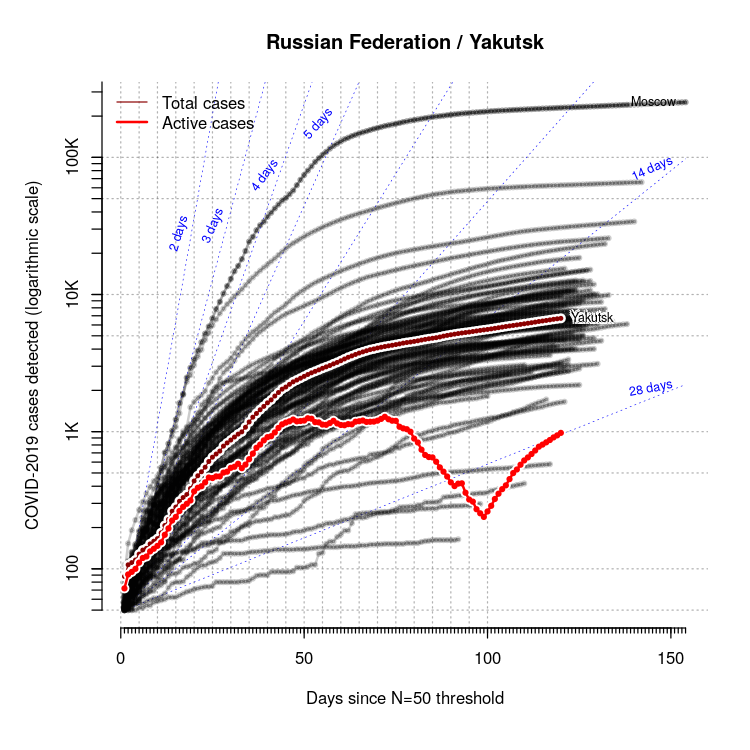 Russian Federation / Yakutsk
Total cases
Active cases
Moscow
5 days
4 days
14 days
3 days
2 days
Yakutsk
28 days
COVID-2019 cases detected (logarithmic scale)
100K
10K
1K
100
0
50
100
150
Days since N=50 threshold